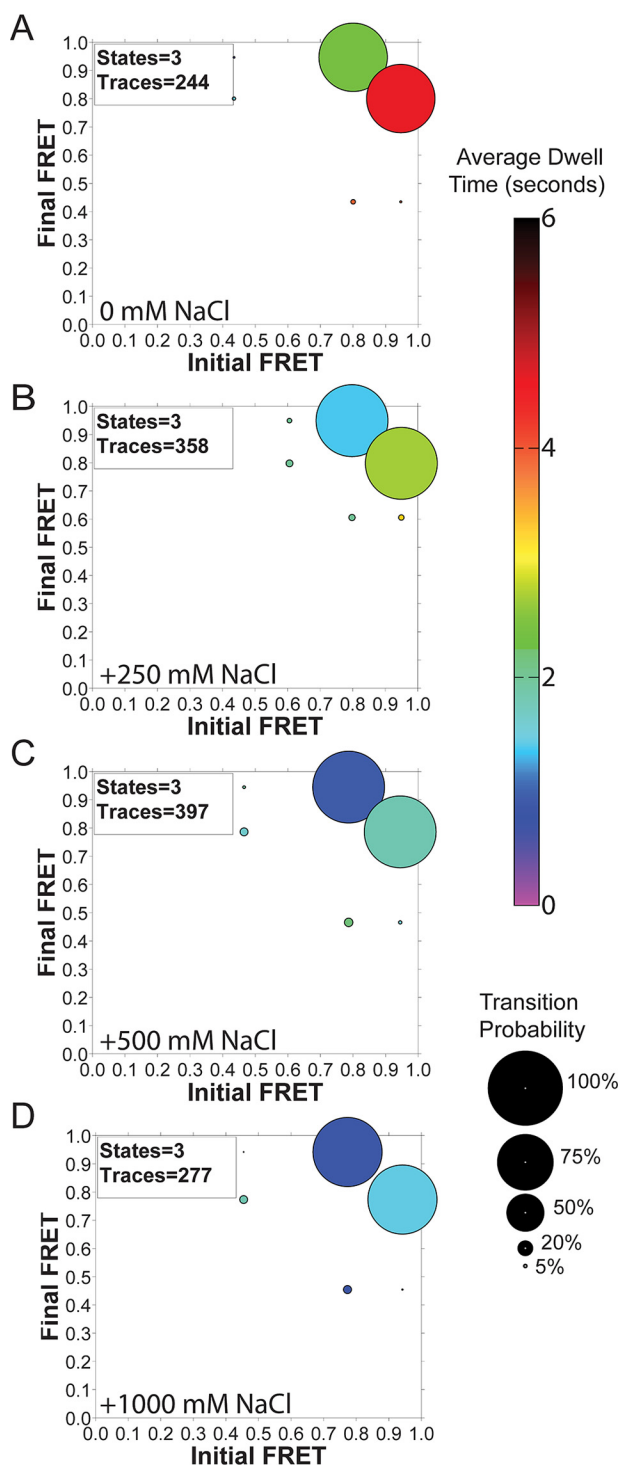 A
1.0
0.9
0.8
0.7
0.6
0.5
0.4
0.3
0.2
0.1
0.0
Final FRET
States=3
Traces=244
0 mM NaCl
0.0 0.1 0.2 0.3 0.4 0.5 0.6 0.7 0.8 0.9 1.0
Initial FRET
B
1.0
0.9
0.8
0.7
0.6
0.5
0.4
0.3
0.2
0.1
0.0
Final FRET
States=3
Traces=358
+250 mM NaCl
0.0 0.1 0.2 0.3 0.4 0.5 0.6 0.7 0.8 0.9 1.0
Initial FRET
C
1.0
0.9
0.8
0.7
0.6
0.5
0.4
0.3
0.2
0.1
0.0
Final FRET
States=3
Traces=397
+500 mM NaCl
0.0 0.1 0.2 0.3 0.4 0.5 0.6 0.7 0.8 0.9 1.0
Initial FRET
D
1.0
0.9
0.8
0.7
0.6
0.5
0.4
0.3
0.2
0.1
0.0
Final FRET
States=3
Traces=277
+1000 mM NaCl
0.0 0.1 0.2 0.3 0.4 0.5 0.6 0.7 0.8 0.9 1.0
Initial FRET
Average Dwell
Time (seconds)
6
4
2
0
Transition
Probability
100%
75%
50%
20%
5%